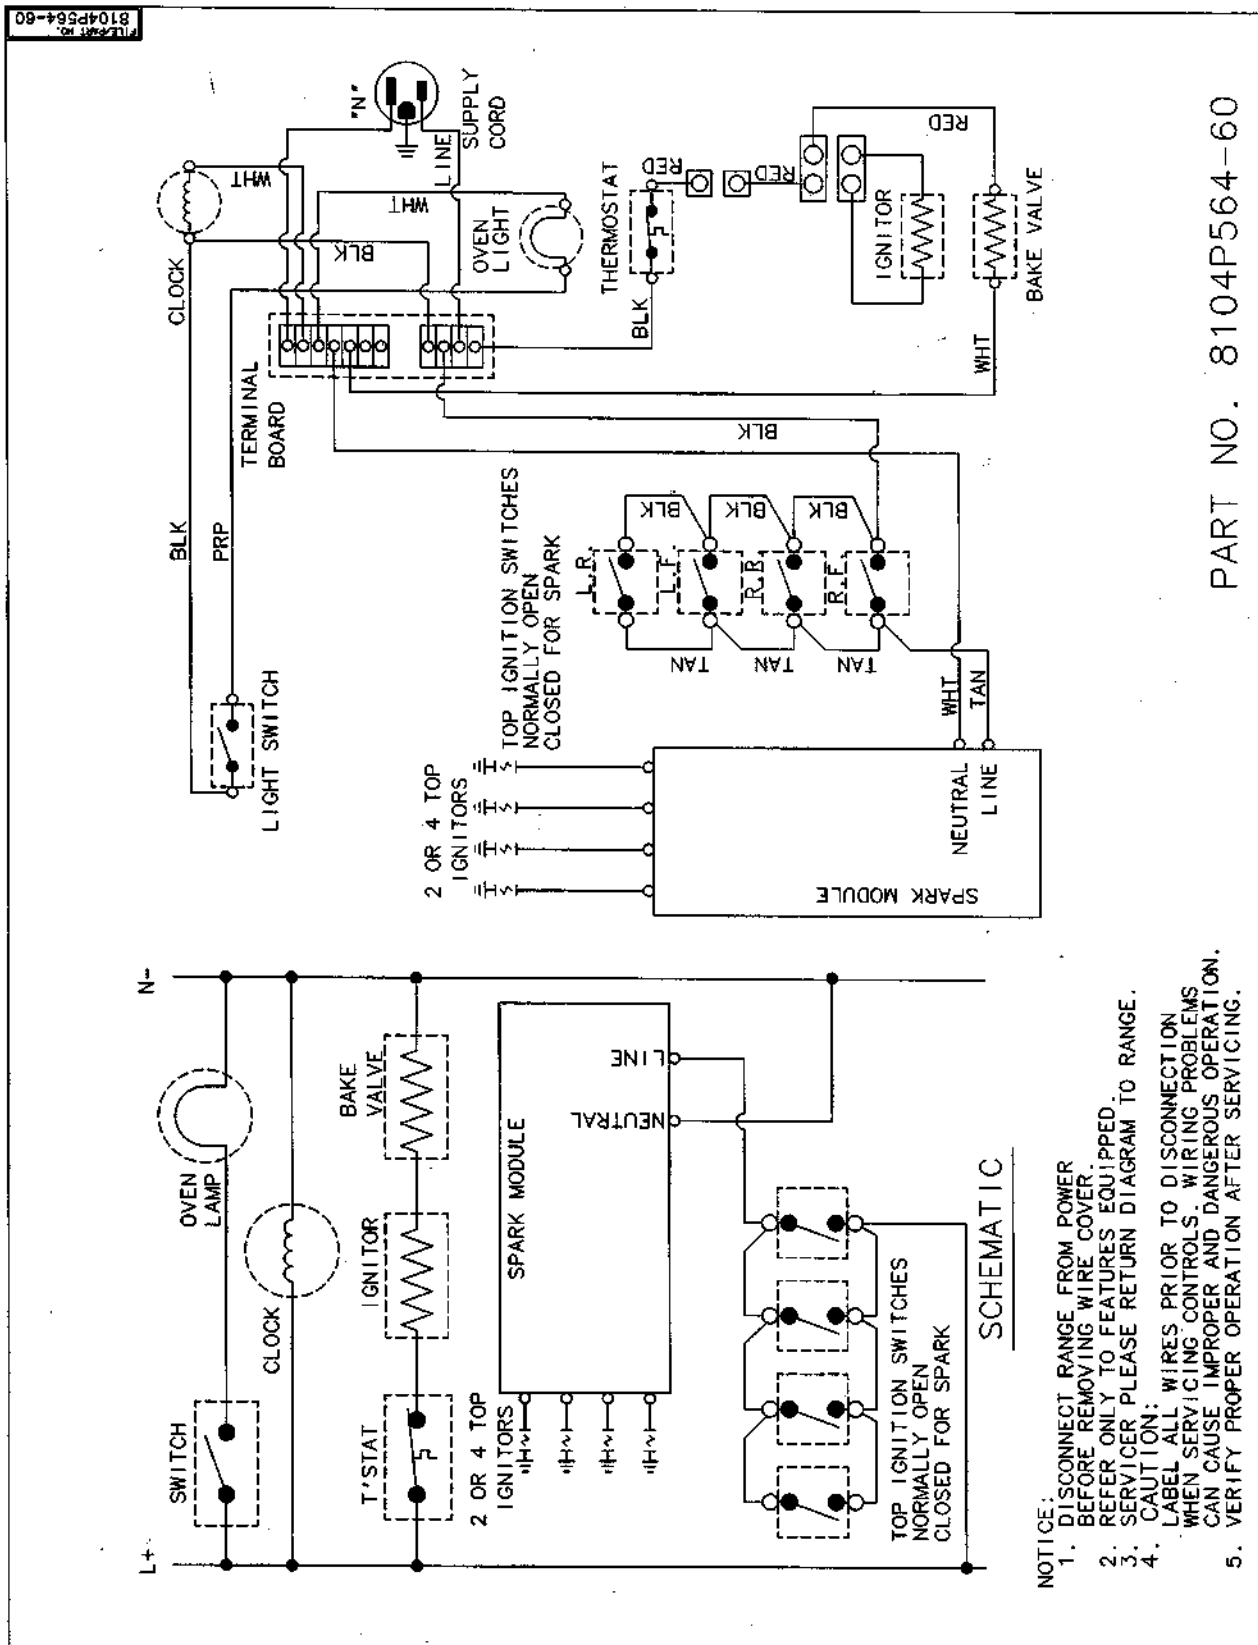 FILE/PART NO.
8104P564-60
CLOCK
WHT
"N"
LINE
SUPPLY
CORD
WHT
BLK
OVEN
LIGHT
THERMOSTAT
RED
RED
RED
IGNITOR
BAKE VALVE
BLK
WHT
TERMINAL
BOARD
BLK
PRP
LIGHT SWITCH
BLK
TOP IGNITION SWITCHES
NORMALLY OPEN
CLOSED FOR SPARK
L.R.
L.F.
R.R.
R.F.
BLK
BLK
BLK
TAN
TAN
TAN
WHT
TAN
2 OR 4 TOP
IGNITORS
NEUTRAL
LINE
SPARK MODULE
PART NO. 8104P564-60
N-
L+
OVEN
LAMP
SWITCH
CLOCK
BAKE
VALVE
IGNITOR
T'STAT
2 OR 4 TOP
IGNITORS
SPARK MODULE
LINE
NEUTRAL
TOP IGNITION SWITCHES
NORMALLY OPEN
CLOSED FOR SPARK
SCHEMATIC
NOTICE:
1. DISCONNECT RANGE FROM POWER
BEFORE REMOVING WIRE COVER.
2. REFER ONLY TO FEATURES EQUIPPED.
3. SERVICER PLEASE RETURN DIAGRAM TO RANGE.
4. CAUTION:
LABEL ALL WIRES PRIOR TO DISCONNECTION
WHEN SERVICING CONTROLS. WIRING PROBLEMS
CAN CAUSE IMPROPER AND DANGEROUS OPERATION.
5. VERIFY PROPER OPERATION AFTER SERVICING.